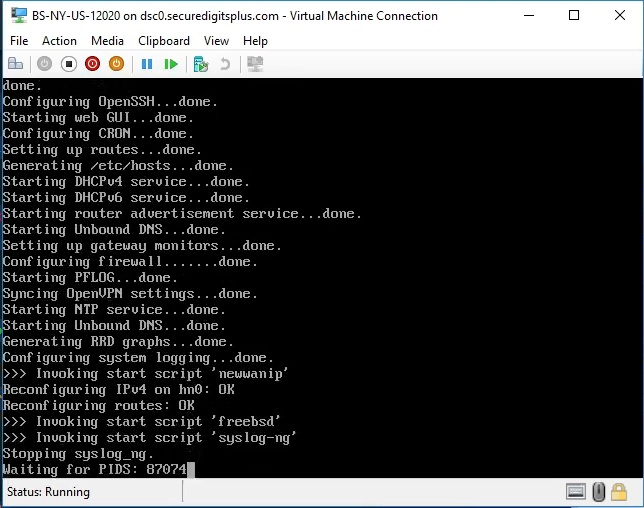 BS-NY-US-12020 on dsc0.securedigitsplus.com - Virtual Machine Connection
File Action Media Clipboard View Help
done.
Configuring OpenSSH...done.
Starting web GUI...done.
Configuring CRON...done.
Setting up routes...done.
Generating /etc/hosts...done.
Starting DHCPv4 service...done.
Starting DHCPv6 service...done.
Starting router advertisement service...done.
Starting Unbound DNS...done.
Setting up gateway monitors...done.
Configuring firewall.......done.
Starting PFLOG...done.
Syncing OpenVPN settings...done.
Starting NTP service...done.
Starting Unbound DNS...done.
Generating RRD graphs...done.
Configuring system logging...done.
>>> Invoking start script 'newwanip'
Reconfiguring IPv4 on hn0: OK
Reconfiguring routes: OK
>>> Invoking start script 'freebsd'
>>> Invoking start script 'syslog-ng'
Stopping syslog_ng.
Waiting for PIDS: 87074
Status: Running